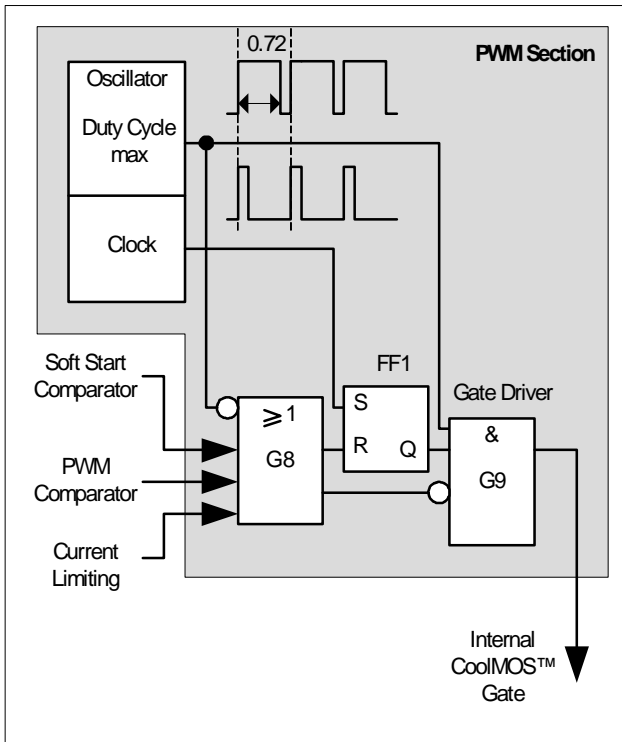 0.72
PWM Section
Oscillator
Duty Cycle
max
Clock
Soft Start
Comparator
PWM
Comparator
Current
Limiting
≥1
G8
FF1
S
R
Q
Gate Driver
&
G9
Internal
CoolMOS™
Gate